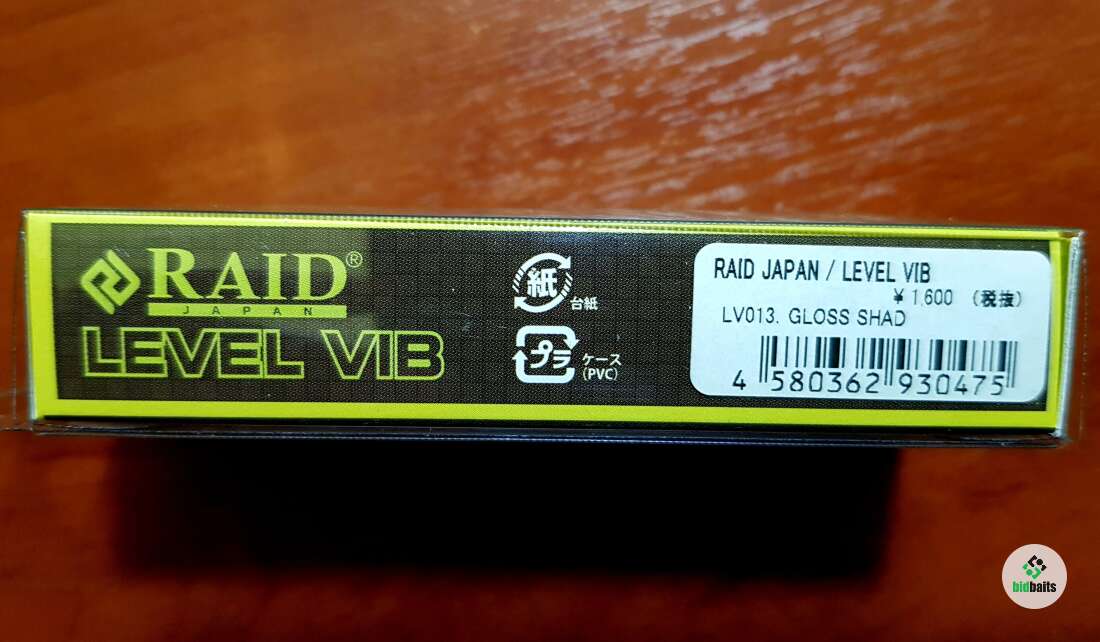 RAID®
JAPAN
LEVEL VIB
紙
台紙
プラ
ケース
(PVC)
RAID JAPAN / LEVEL VIB
¥ 1,600 (税抜)
LV013. GLOSS SHAD
4 580362 930475
bidbaits